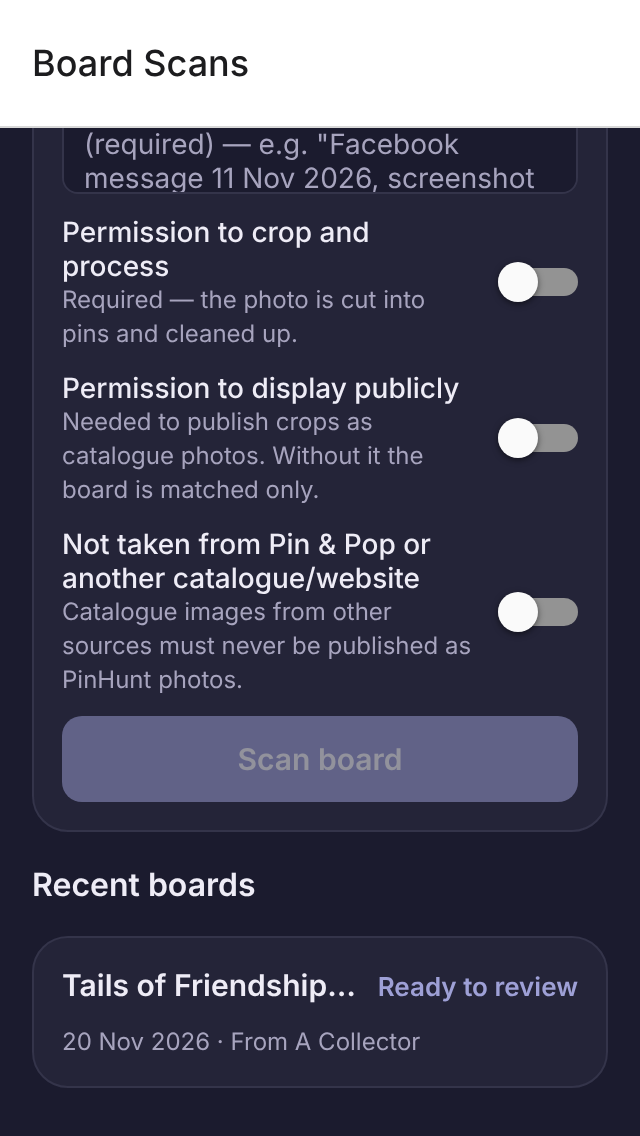 Board Scans
(required) — e.g. "Facebook
message 11 Nov 2026, screenshot
Permission to crop and
process
Required — the photo is cut into
pins and cleaned up.
Permission to display publicly
Needed to publish crops as
catalogue photos. Without it the
board is matched only.
Not taken from Pin & Pop or
another catalogue/website
Catalogue images from other
sources must never be published as
PinHunt photos.
Scan board
Recent boards
Tails of Friendship... Ready to review
20 Nov 2026 · From A Collector